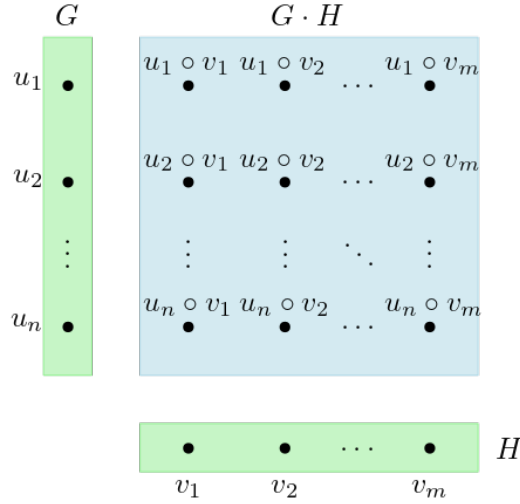 G
G · H
u₁
u₁ ∘ v₁ u₁ ∘ v₂ ⋯ u₁ ∘ vₘ
u₂
u₂ ∘ v₁ u₂ ∘ v₂ ⋯ u₂ ∘ vₘ
⋮ ⋮ ⋮ ⋱ ⋮
uₙ
uₙ ∘ v₁ uₙ ∘ v₂ ⋯ uₙ ∘ vₘ
⋯ H
v₁ v₂ vₘ